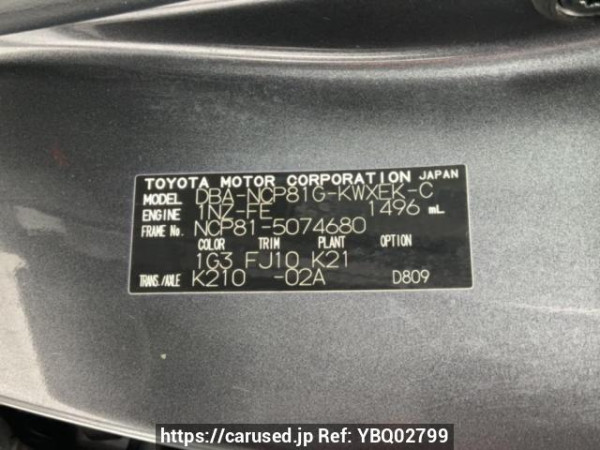 TOYOTA MOTOR CORPORATION JAPAN
MODEL DBA-NCP81G-KWXEK-C
ENGINE 1NZ-FE 1496 mL
FRAME No. NCP81-5074680
COLOR TRIM PLANT OPTION
1G3 FJ10 K21
TRANS./AXLE K210 -02A D809
https://carused.jp Ref: YBQ02799